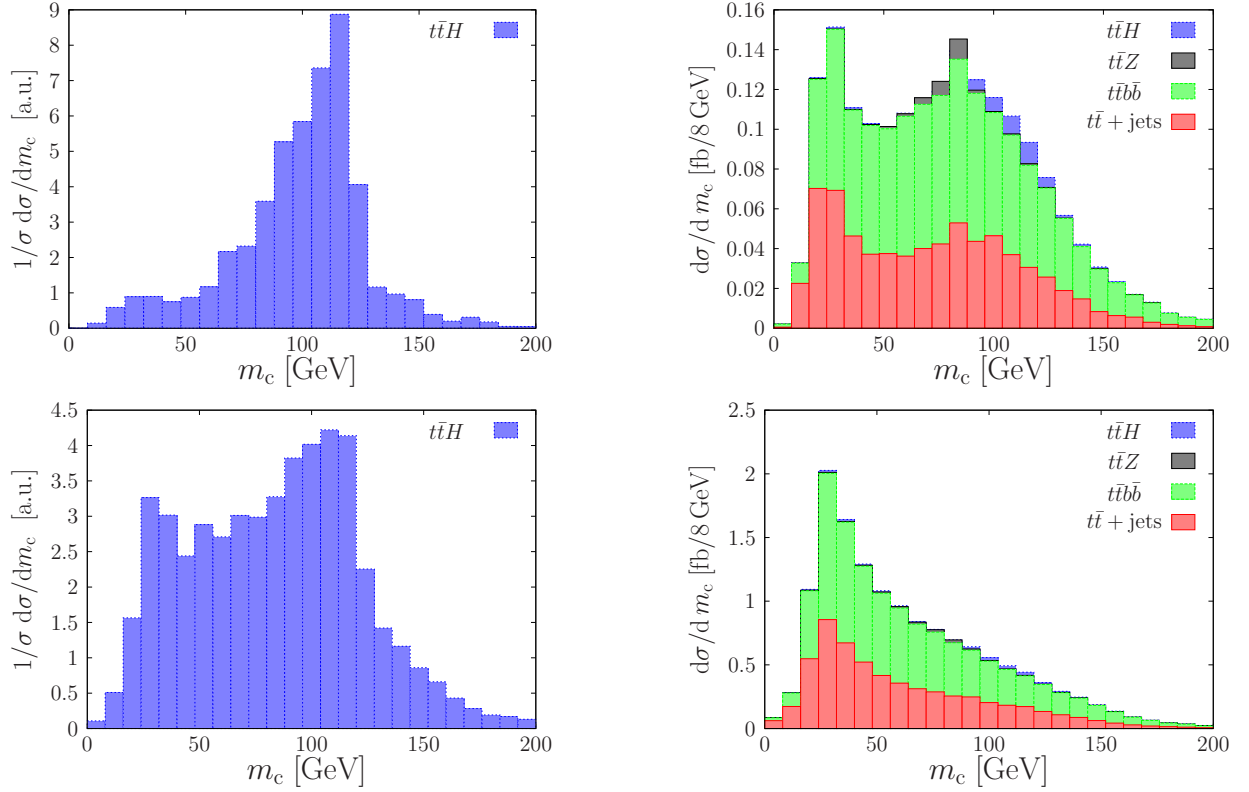 1/σ dσ/dm_c [a.u.]
9
8
7
6
5
4
3
2
1
0
0 50 100 150 200
m_c [GeV]
tt̄H
dσ/d m_c [fb/8 GeV]
0.16
0.14
0.12
0.1
0.08
0.06
0.04
0.02
0
0 50 100 150 200
m_c [GeV]
tt̄H
tt̄Z
tt̄bb̄
tt̄ + jets
1/σ dσ/dm_c [a.u.]
4.5
4
3.5
3
2.5
2
1.5
1
0.5
0
0 50 100 150 200
m_c [GeV]
tt̄H
dσ/d m_c [fb/8 GeV]
2.5
2
1.5
1
0.5
0
0 50 100 150 200
m_c [GeV]
tt̄H
tt̄Z
tt̄bb̄
tt̄ + jets